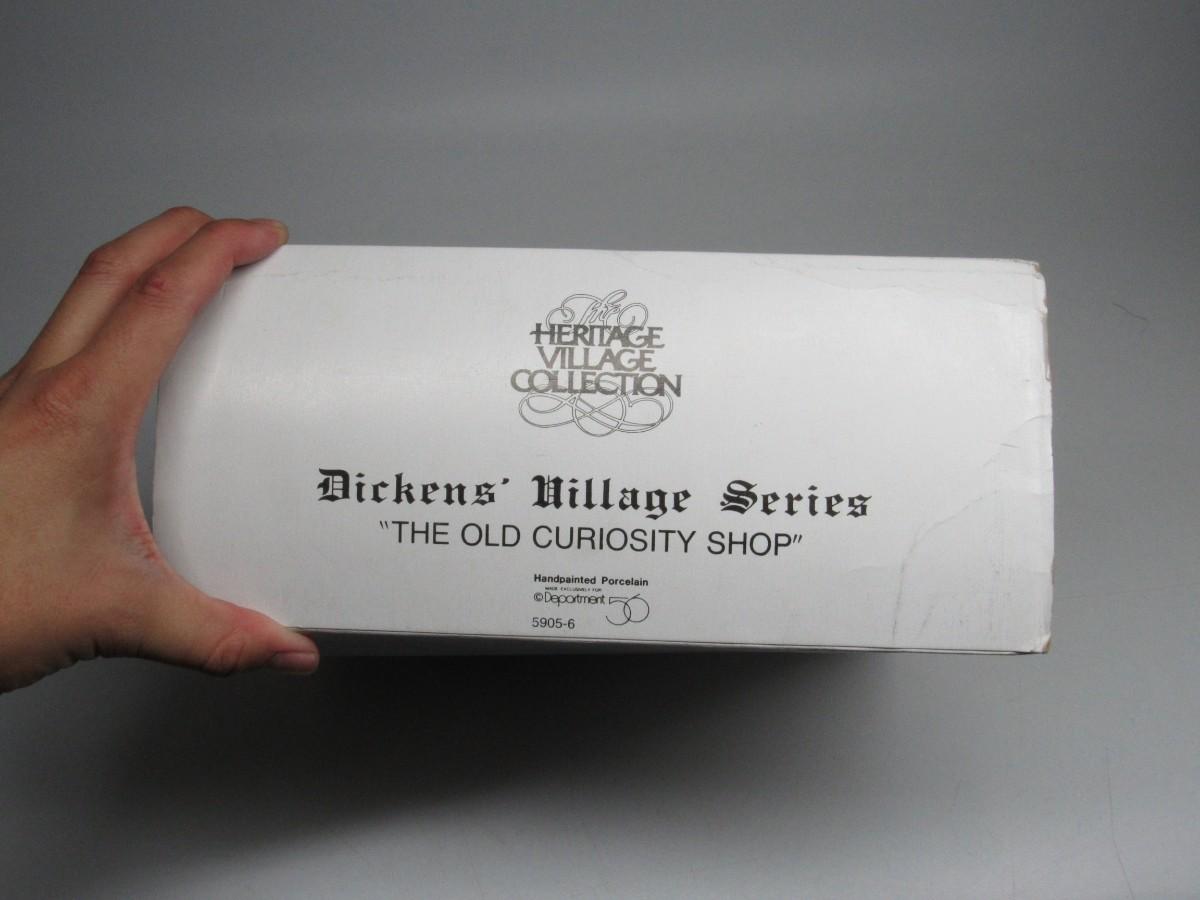 The
HERITAGE
VILLAGE
COLLECTION
Dickens' Village Series
"THE OLD CURIOSITY SHOP"
Handpainted Porcelain
MADE EXCLUSIVELY FOR
©Department 56
5905-6